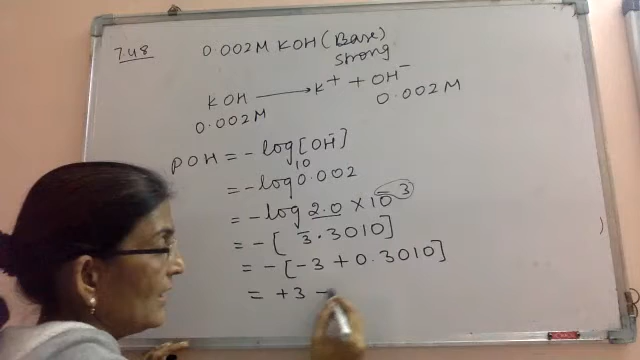 7.48 0.002M KOH (Base)
strong
KOH ⟶ K⁺ + OH⁻
0.002M 0.002M
POH = - log[OH⁻]
= - log₁₀ 0.002
= - log 2.0 × 10⁻³
= - [3̄.3010]
= - [-3 + 0.3010]
= +3 -